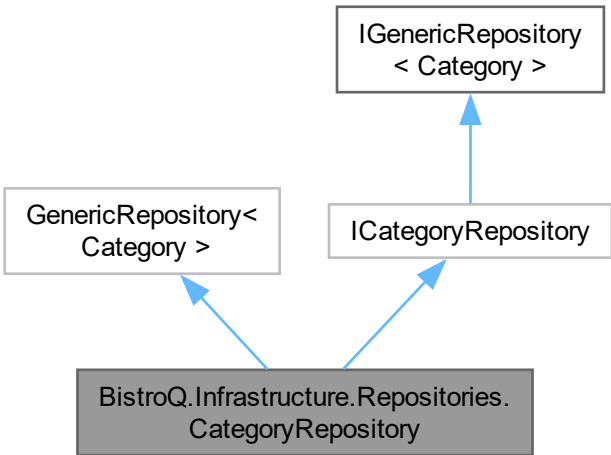 IGenericRepository
< Category >
GenericRepository<
Category >
ICategoryRepository
BistroQ.Infrastructure.Repositories.
CategoryRepository